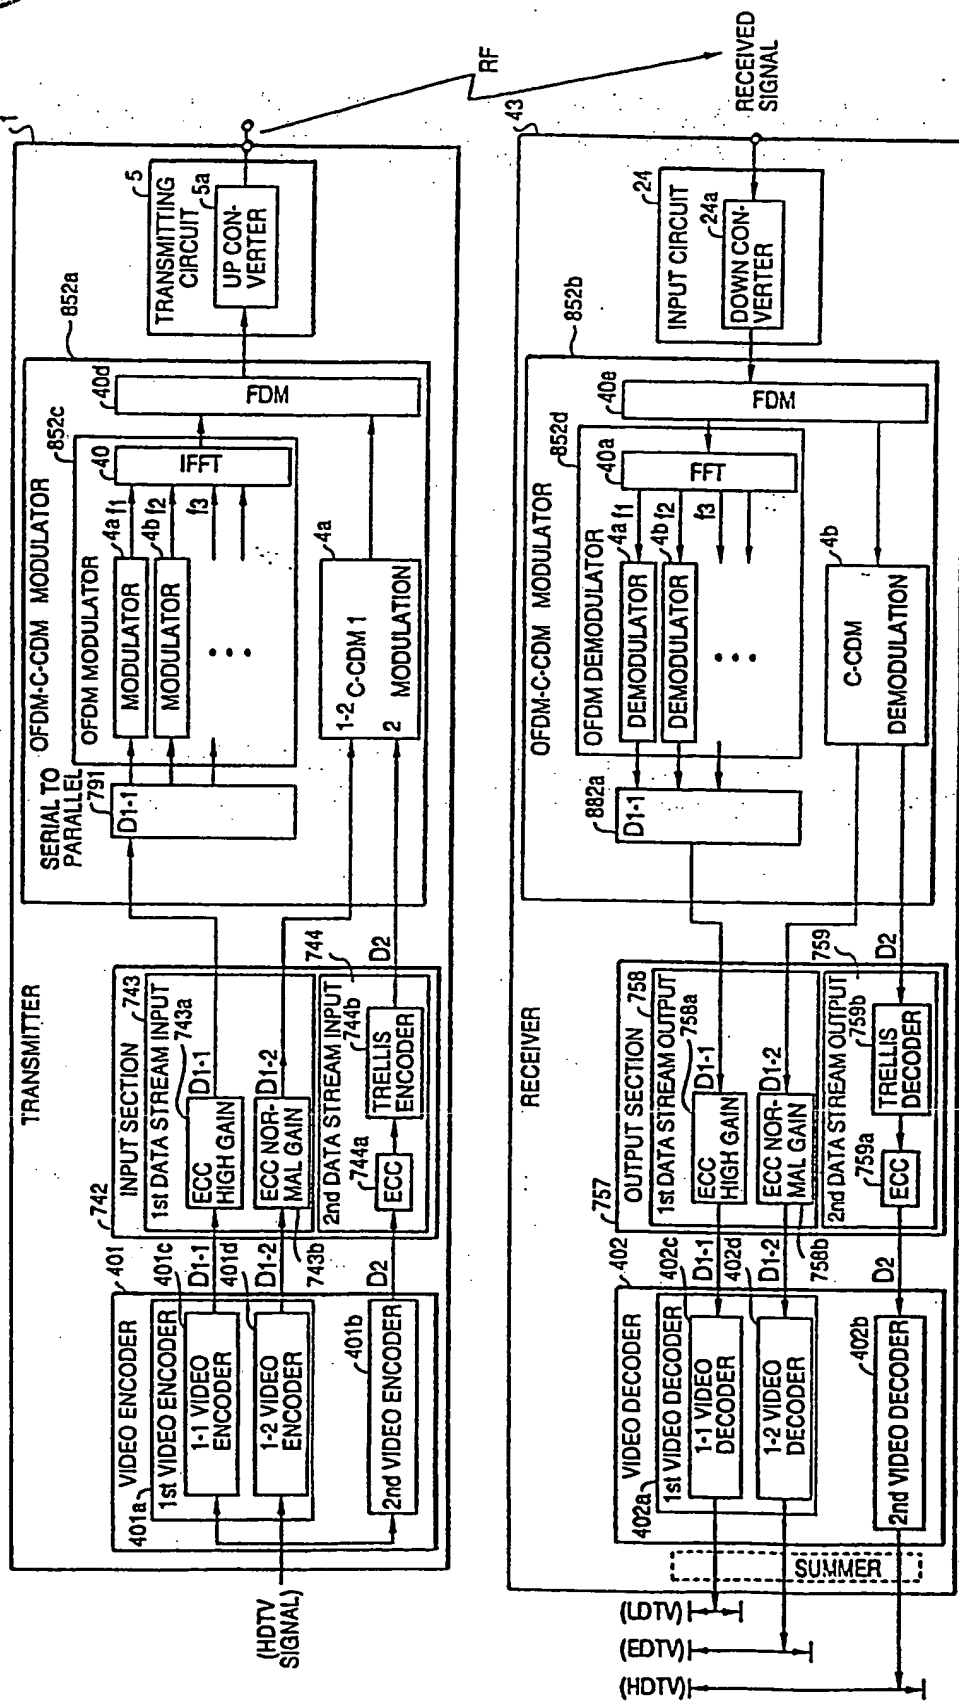 TRANSMITTER
1
(HDTV
SIGNAL)
401
VIDEO ENCODER
401a
1st VIDEO ENCODER
401c
1-1 VIDEO
ENCODER
401d
1-2 VIDEO
ENCODER
401b
2nd VIDEO ENCODER
D1-1
D1-2
D2
742
INPUT SECTION
743
1st DATA STREAM INPUT
743a
ECC
HIGH GAIN
D1-1
ECC NOR-
MAL GAIN
D1-2
743b
744
2nd DATA STREAM INPUT
744a
ECC
744b
TRELLIS
ENCODER
D2
852a
OFDM-C-CDM MODULATOR
SERIAL TO
PARALLEL
791
D1-1
852c
OFDM MODULATOR
4a
MODULATOR
f1
4b
MODULATOR
f2
f3
40
IFFT
4a
1-2 C-CDM 1
2 MODULATION
40d
FDM
5
TRANSMITTING
CIRCUIT
5a
UP CON-
VERTER
RF
RECEIVED
SIGNAL
RECEIVER
43
24
INPUT CIRCUIT
24a
DOWN CON-
VERTER
852b
OFDM-C-CDM MODULATOR
40e
FDM
852d
OFDM DEMODULATOR
40a
FFT
4a
DEMODULATOR
f1
4b
DEMODULATOR
f2
f3
882a
D1-1
4b
C-CDM
DEMODULATION
757
OUTPUT SECTION
758
1st DATA STREAM OUTPUT
758a
ECC
HIGH GAIN
D1-1
ECC NOR-
MAL GAIN
D1-2
758b
759
2nd DATA STREAM OUTPUT
759a
ECC
759b
TRELLIS
DECODER
D2
402
VIDEO DECODER
402a
1st VIDEO DECODER
402c
1-1 VIDEO
DECODER
402d
1-2 VIDEO
DECODER
402b
2nd VIDEO DECODER
D1-1
D1-2
D2
SUMMER
(LDTV)
(EDTV)
(HDTV)